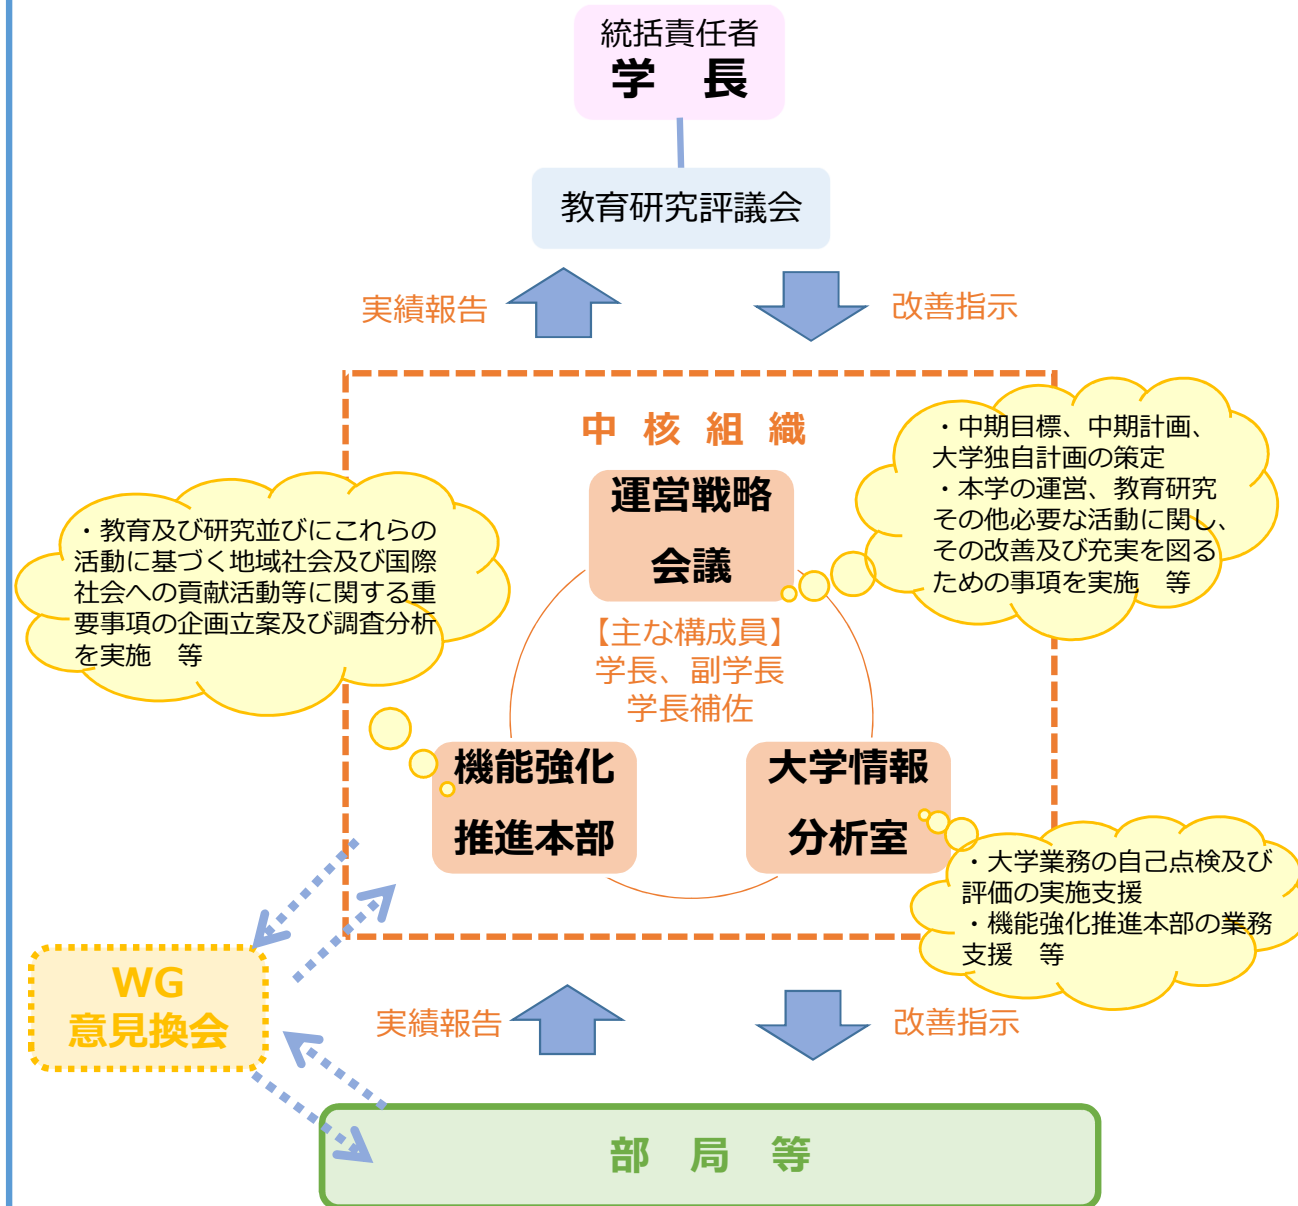 統括責任者
学　長
教育研究評議会
実績報告
改善指示
中 核 組 織
・中期目標、中期計画、
大学独自計画の策定
・本学の運営、教育研究
その他必要な活動に関し、
その改善及び充実を図る
ための事項を実施　等
運営戦略
会議
・教育及び研究並びにこれらの
活動に基づく地域社会及び国際
社会への貢献活動等に関する重
要事項の企画立案及び調査分析
を実施　等
【主な構成員】
学長、副学長
学長補佐
機能強化
推進本部
大学情報
分析室
・大学業務の自己点検及び
評価の実施支援
・機能強化推進本部の業務
支援　等
WG
意見換会
実績報告
改善指示
部　局　等